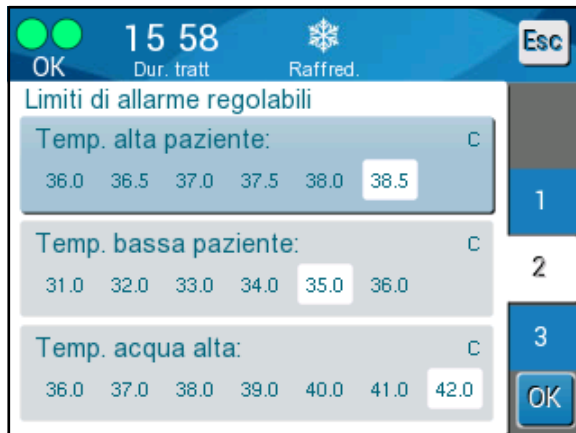 15 58
Esc
OK
Dur. tratt
Raffred.
Limiti di allarme regolabili
Temp. alta paziente: C
36.0 36.5 37.0 37.5 38.0 38.5
1
Temp. bassa paziente: C
31.0 32.0 33.0 34.0 35.0 36.0
2
Temp. acqua alta: C
36.0 37.0 38.0 39.0 40.0 41.0 42.0
3
OK